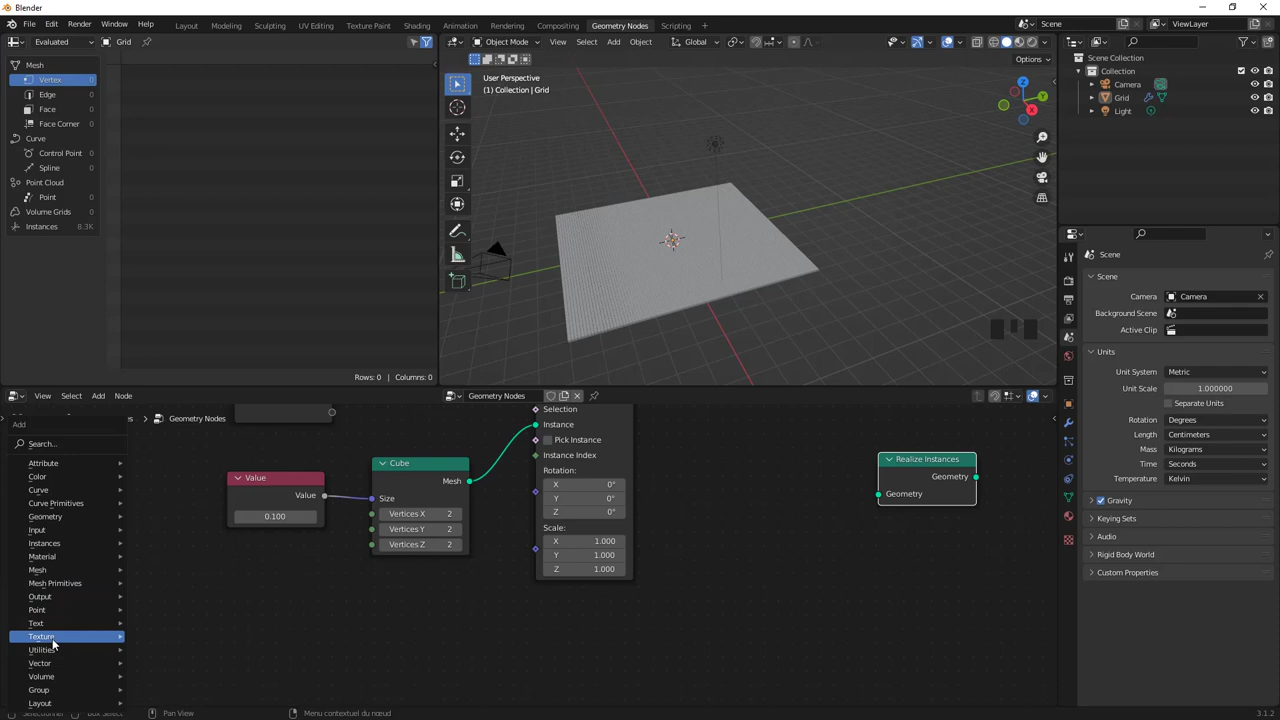 Blender
File Edit Render Window Help Layout Modeling Sculpting UV Editing Texture Paint Shading Animation Rendering Compositing Geometry Nodes Scripting + Scene ViewLayer
Evaluated Grid Object Mode View Select Add Object Global
Options
Mesh
Vertex 0
Edge 0
Face 0
Face Corner 0
Curve
Control Point 0
Spline 0
Point Cloud
Point 0
Volume Grids 0
Instances 8.3K
Rows: 0 | Columns: 0
User Perspective
(1) Collection | Grid
Z
Y
X
Scene Collection
Collection
Camera
Grid
Light
Scene
Scene
Camera Camera
Background Scene
Active Clip
Units
Unit System Metric
Unit Scale 1.000000
Separate Units
Rotation Degrees
Length Centimeters
Mass Kilograms
Time Seconds
Temperature Kelvin
Gravity
Keying Sets
Audio
Rigid Body World
Custom Properties
View Select Add Node Geometry Nodes
Geometry Nodes
Add
Search...
Attribute
Color
Curve
Curve Primitives
Geometry
Input
Instances
Material
Mesh
Mesh Primitives
Output
Point
Text
Texture
Utilities
Vector
Volume
Group
Layout
Value
Value
0.100
Cube
Mesh
Size
Vertices X 2
Vertices Y 2
Vertices Z 2
Selection
Instance
Pick Instance
Instance Index
Rotation:
X 0°
Y 0°
Z 0°
Scale:
X 1.000
Y 1.000
Z 1.000
Realize Instances
Geometry
Geometry
Pan View Menu contextuel du nœud 3.1.2